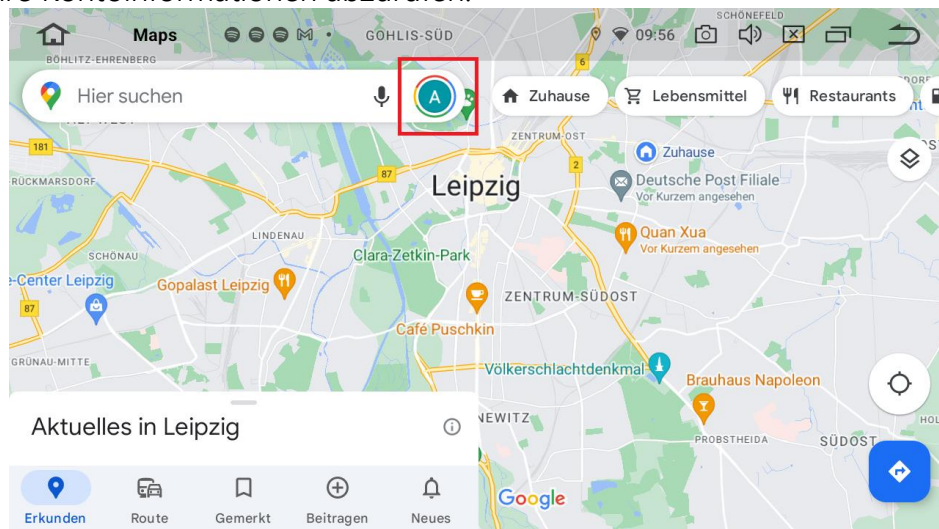 Maps
GOHLIS-SÜD
09:56
SCHÖNEFELD
BÖHLITZ-EHRENBERG
6
Hier suchen
A
Zuhause
Lebensmittel
Restaurants
181
ZENTRUM-OST
2
Zuhause
87
RÜCKMARSDORF
Leipzig
Deutsche Post Filiale
Vor Kurzem angesehen
LINDENAU
Quan Xua
Vor Kurzem angesehen
SCHÖNAU
Clara-Zetkin-Park
e-Center Leipzig
Gopalast Leipzig
ZENTRUM-SÜDOST
87
Café Puschkin
GRÜNAU-MITTE
Völkerschlachtdenkmal
Brauhaus Napoleon
Aktuelles in Leipzig
NEWITZ
HOL
PROBSTHEIDA
SÜDOST
Google
Erkunden
Route
Gemerkt
Beitragen
Neues